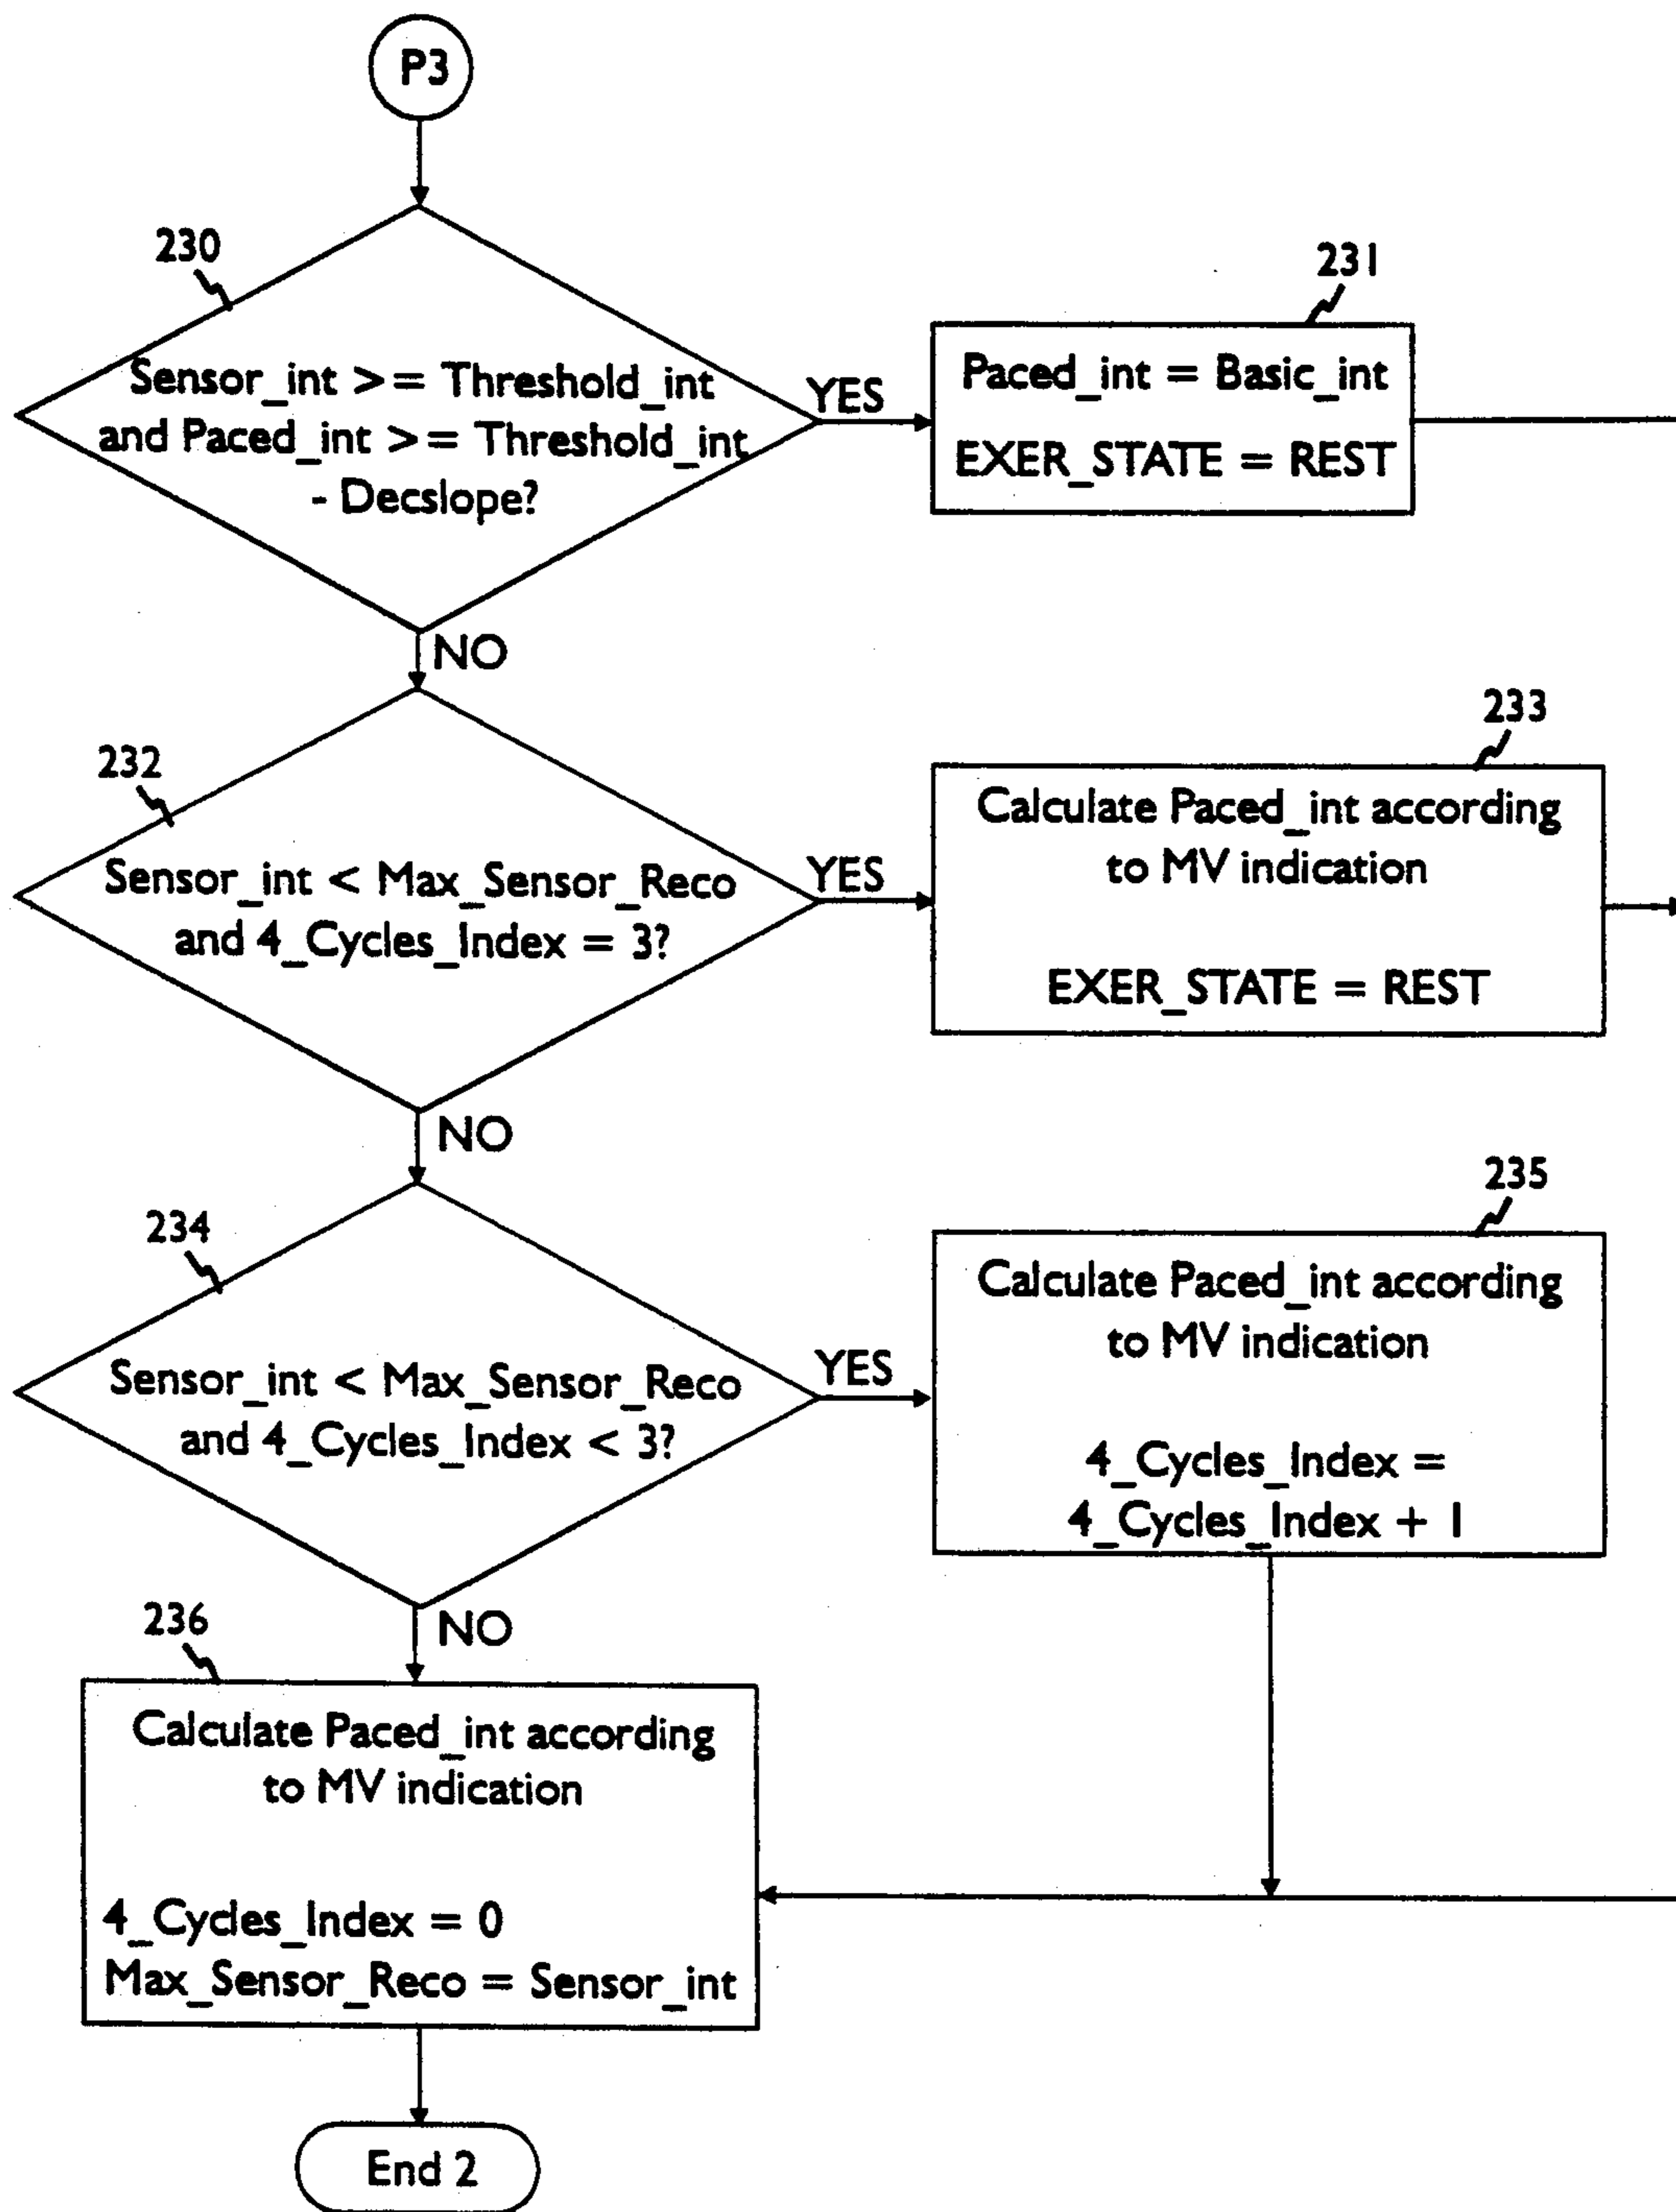 P3
230
Sensor_int >= Threshold_int
and Paced_int >= Threshold_int
- Decslope?
YES
231
Paced_int = Basic_int
EXER_STATE = REST
NO
232
Sensor_int < Max_Sensor_Reco
and 4_Cycles_Index = 3?
YES
233
Calculate Paced_int according
to MV indication
EXER_STATE = REST
NO
234
Sensor_int < Max_Sensor_Reco
and 4_Cycles_Index < 3?
YES
235
Calculate Paced_int according
to MV indication
4_Cycles_Index =
4_Cycles_Index + 1
NO
236
Calculate Paced_int according
to MV indication
4_Cycles_Index = 0
Max_Sensor_Reco = Sensor_int
End 2